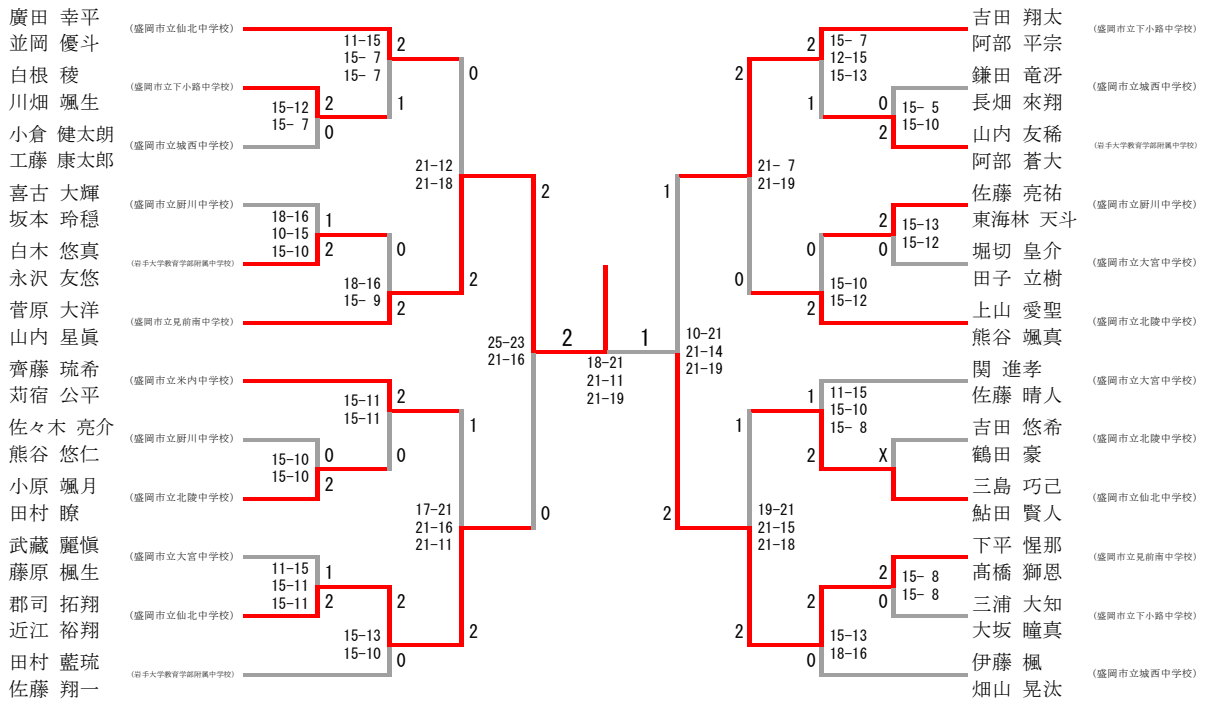 廣田 幸平
並岡 優斗
(盛岡市立仙北中学校)
白根 稜
川畑 颯生
(盛岡市立下小路中学校)
小倉 健太朗
工藤 康太郎
(盛岡市立城西中学校)
喜古 大輝
坂本 玲穏
(盛岡市立厨川中学校)
白木 悠真
永沢 友悠
(岩手大学教育学部附属中学校)
菅原 大洋
山内 星眞
(盛岡市立見前南中学校)
齊藤 琉希
苅宿 公平
(盛岡市立米内中学校)
佐々木 亮介
熊谷 悠仁
(盛岡市立厨川中学校)
小原 颯月
田村 瞭
(盛岡市立北陵中学校)
武藏 麗愼
藤原 楓生
(盛岡市立大宮中学校)
郡司 拓翔
近江 裕翔
(盛岡市立仙北中学校)
田村 藍琉
佐藤 翔一
(岩手大学教育学部附属中学校)
11-15
15- 7
15- 7
2
1
15-12
15- 7
2
0
0
21-12
21-18
2
18-16
10-15
15-10
1
2
0
18-16
15- 9
2
2
25-23
21-16
0
15-11
15-11
2
0
15-10
15-10
0
2
1
17-21
21-16
21-11
2
11-15
15-11
15-11
1
2
2
15-13
15-10
0
2
18-21
21-11
21-19
1
吉田 翔太
阿部 平宗
(盛岡市立下小路中学校)
鎌田 竜冴
長畑 來翔
(盛岡市立城西中学校)
山内 友稀
阿部 蒼大
(岩手大学教育学部附属中学校)
佐藤 亮祐
東海林 天斗
(盛岡市立厨川中学校)
堀切 皇介
田子 立樹
(盛岡市立大宮中学校)
上山 愛聖
熊谷 颯真
(盛岡市立北陵中学校)
関 進孝
佐藤 晴人
(盛岡市立大宮中学校)
吉田 悠希
鶴田 豪
(盛岡市立北陵中学校)
三島 巧己
鮎田 賢人
(盛岡市立仙北中学校)
下平 惺那
髙橋 獅恩
(盛岡市立見前南中学校)
三浦 大知
大坂 瞳真
(盛岡市立下小路中学校)
伊藤 楓
畑山 晃汰
(盛岡市立城西中学校)
2
15- 7
12-15
15-13
1
0
15- 5
15-10
2
2
21- 7
21-19
0
2
15-13
15-12
0
0
15-10
15-12
2
1
10-21
21-14
21-19
2
1
11-15
15-10
15- 8
2
X
1
19-21
21-15
21-18
2
2
15- 8
15- 8
0
2
15-13
18-16
0